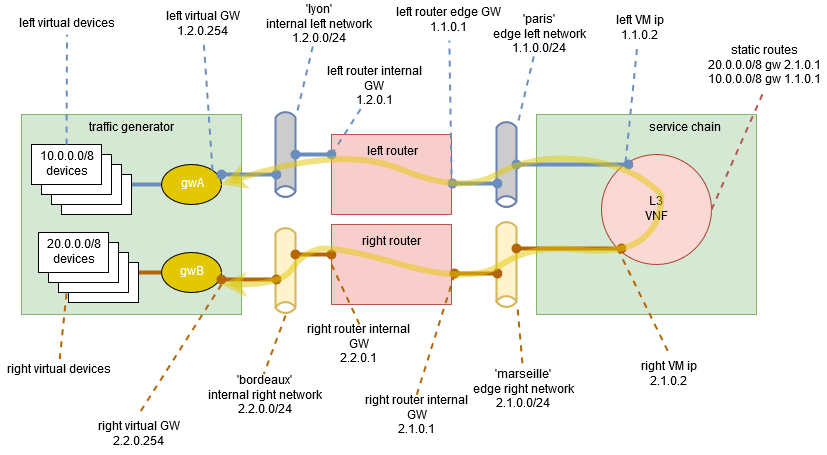 left virtual devices
left virtual GW
1.2.0.254
'lyon'
internal left network
1.2.0.0/24
left router edge GW
1.1.0.1
'paris'
edge left network
1.1.0.0/24
left VM ip
1.1.0.2
static routes
20.0.0.0/8 gw 2.1.0.1
10.0.0.0/8 gw 1.1.0.1
left router internal
GW
1.2.0.1
traffic generator
left router
service chain
10.0.0.0/8
devices
gwA
L3
VNF
20.0.0.0/8
devices
gwB
right router
right virtual devices
right router internal
GW
2.2.0.1
'bordeaux'
internal right network
2.2.0.0/24
right virtual GW
2.2.0.254
right router internal
GW
2.1.0.1
'marseille'
edge right network
2.1.0.0/24
right VM ip
2.1.0.2